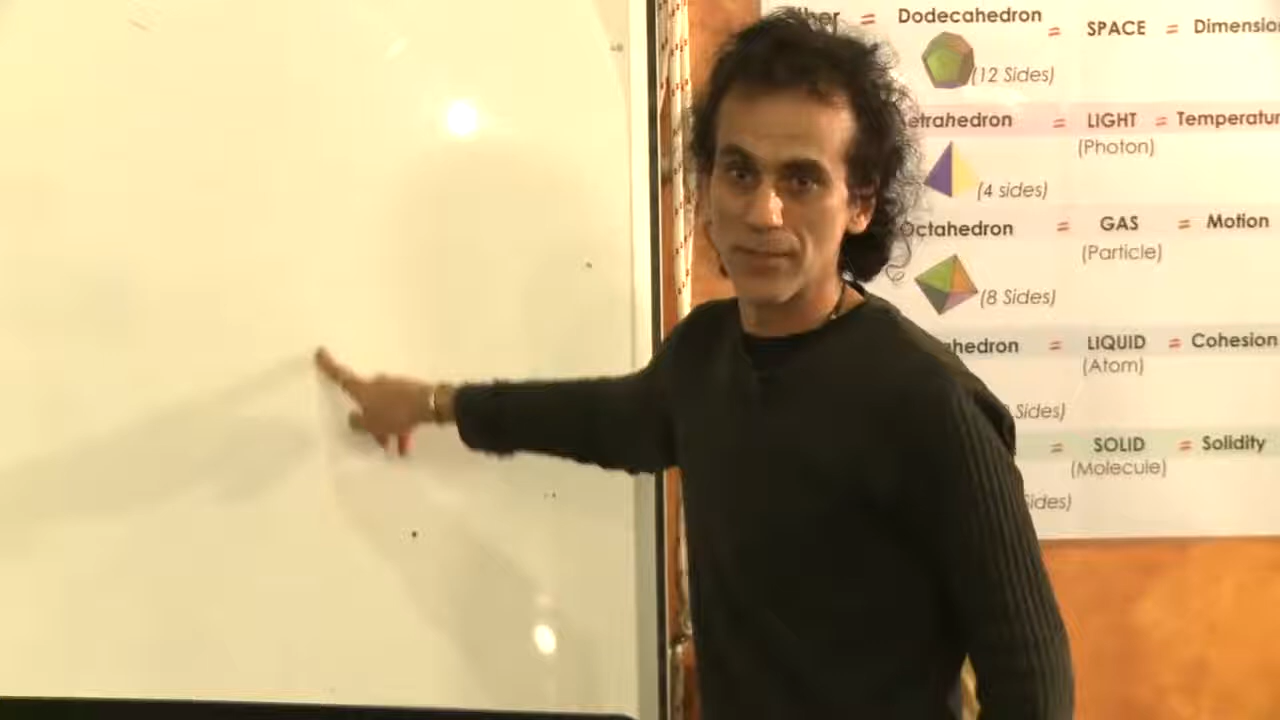 Dodecahedron = SPACE = Dimension
(12 Sides)
etrahedron = LIGHT = Temperatur
(Photon)
(4 sides)
Octahedron = GAS = Motion
(Particle)
(8 Sides)
ahedron = LIQUID = Cohesion
(Atom)
Sides)
= SOLID = Solidity
(Molecule)
Sides)